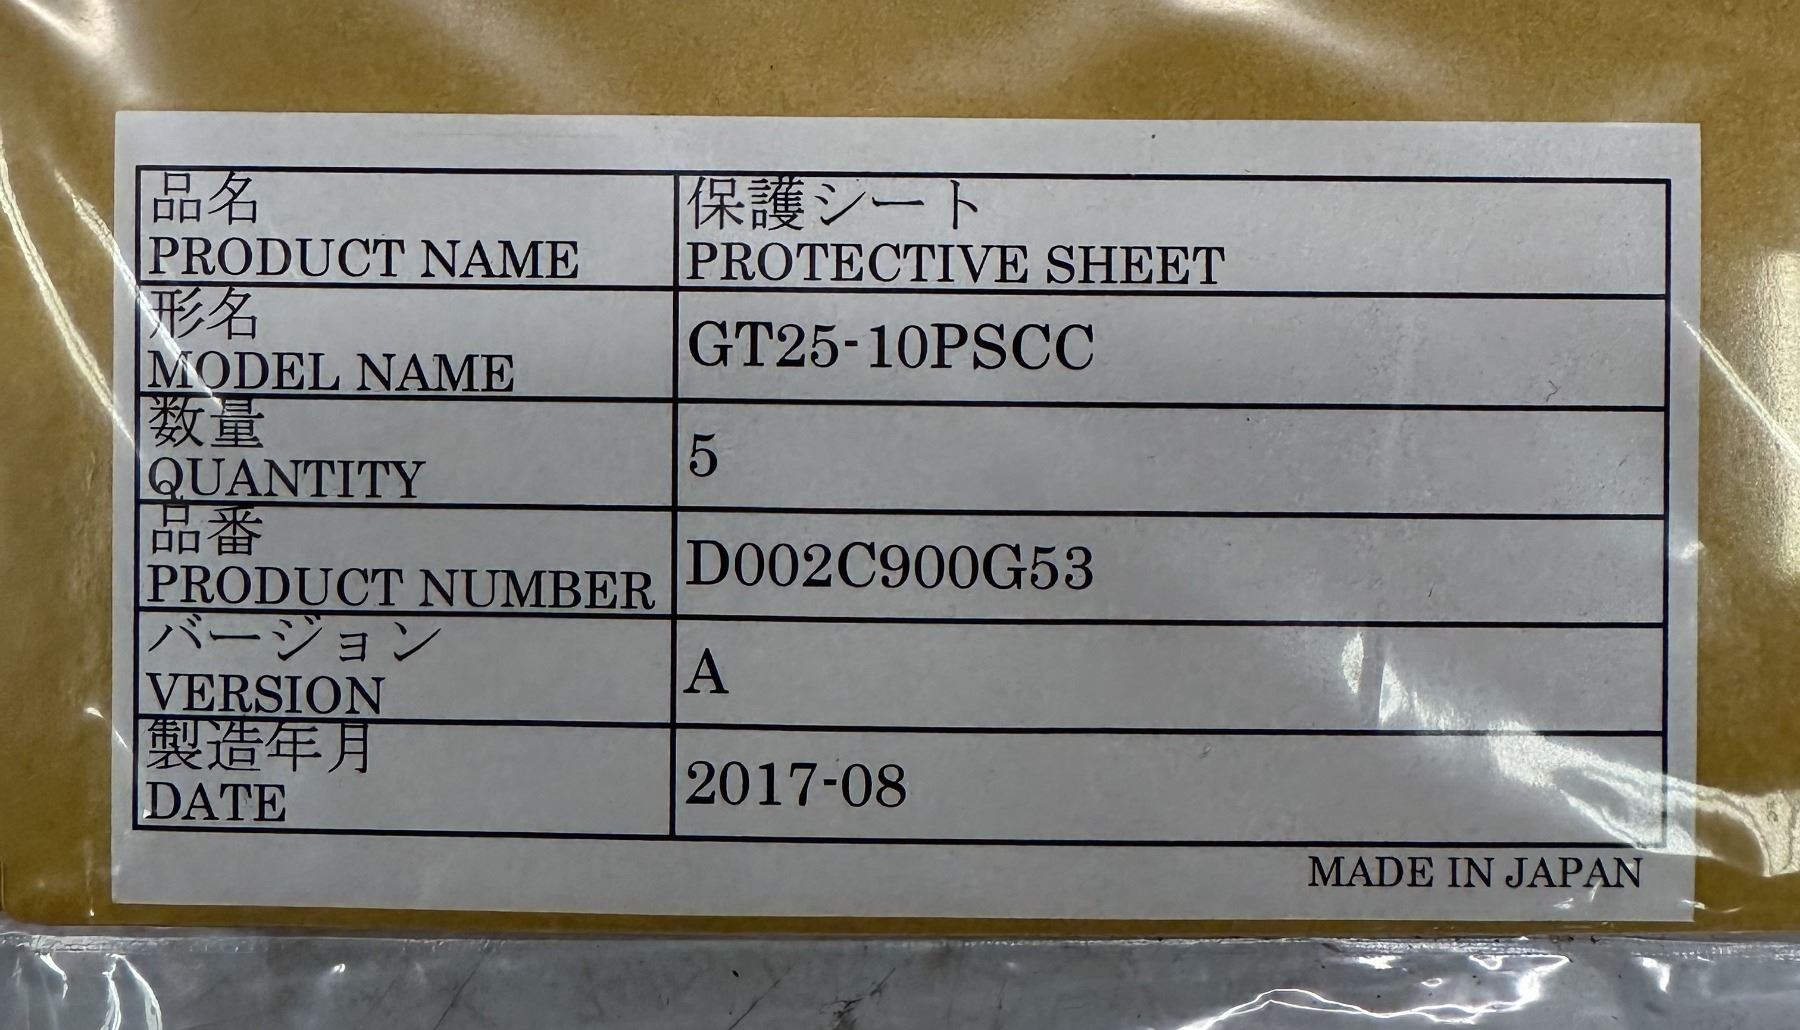 品名
PRODUCT NAME
保護シート
PROTECTIVE SHEET
形名
MODEL NAME
GT25-10PSCC
数量
QUANTITY
5
品番
PRODUCT NUMBER
D002C900G53
バージョン
VERSION
A
製造年月
DATE
2017-08
MADE IN JAPAN